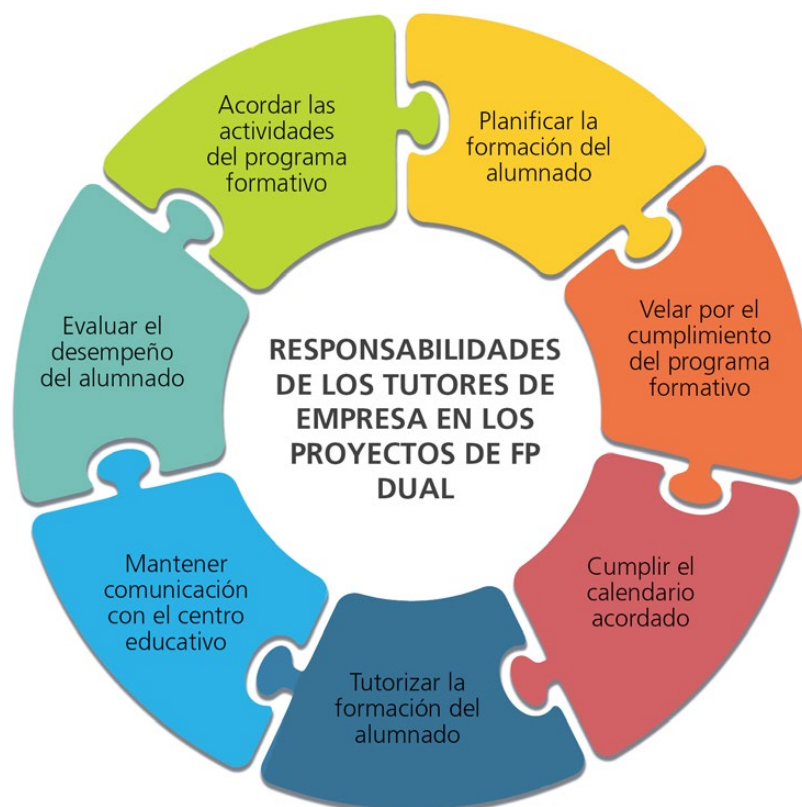 Acordar las
actividades
del programa
formativo
Planificar la
formación del
alumnado
Velar por el
cumplimiento
del programa
formativo
Cumplir el
calendario
acordado
Tutorizar la
formación del
alumnado
Mantener
comunicación
con el centro
educativo
Evaluar el
desempeño
del alumnado
RESPONSABILIDADES
DE LOS TUTORES DE
EMPRESA EN LOS
PROYECTOS DE FP
DUAL